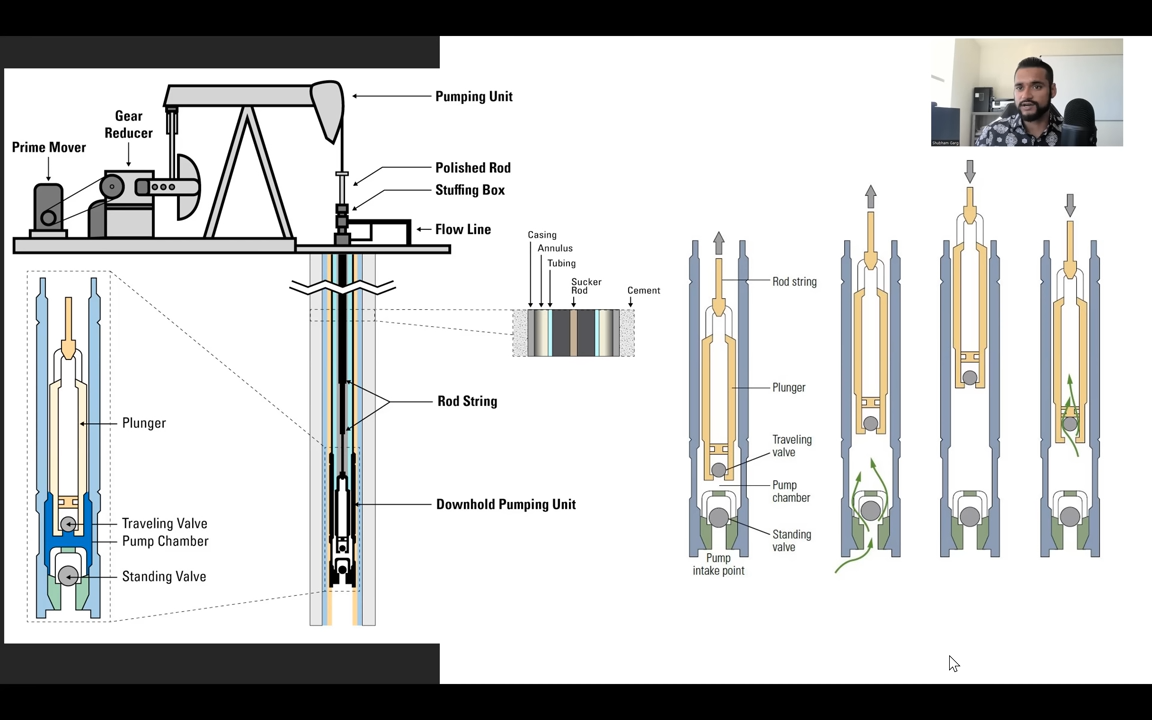 Pumping Unit
Gear
Reducer
Prime Mover
Polished Rod
Stuffing Box
Flow Line
Casing
Annulus
Tubing
Sucker
Rod
Cement
Rod String
Downhold Pumping Unit
Plunger
Traveling Valve
Pump Chamber
Standing Valve
Rod string
Plunger
Traveling
valve
Pump
chamber
Standing
valve
Pump
intake point
Shubham Garg